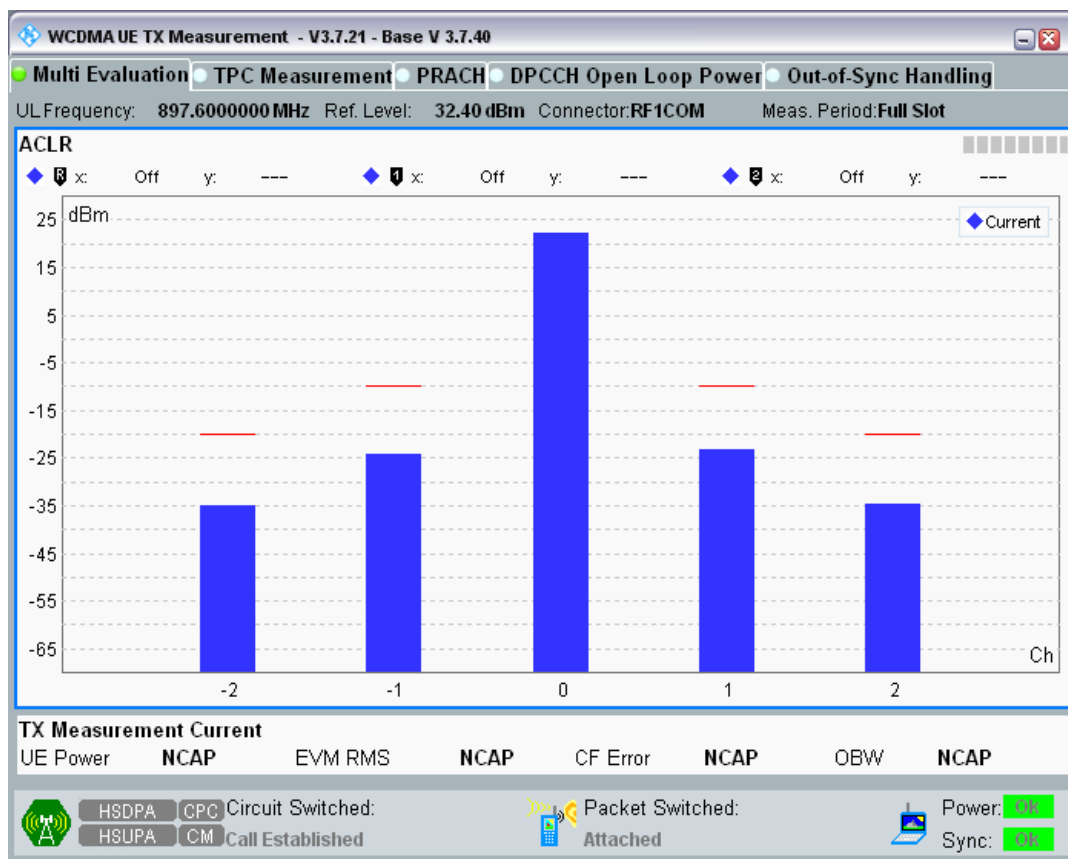 WCDMA UE TX Measurement - V3.7.21 - Base V 3.7.40
Multi Evaluation TPC Measurement PRACH DPCCH Open Loop Power Out-of-Sync Handling
UL Frequency: 897.6000000 MHz Ref. Level: 32.40 dBm Connector:RF1COM Meas. Period:Full Slot
ACLR
R x: Off y: --- 1 x: Off y: --- 2 x: Off y: ---
dBm
Current
25
15
5
-5
-15
-25
-35
-45
-55
-65
Ch
-2 -1 0 1 2
TX Measurement Current
UE Power NCAP EVM RMS NCAP CF Error NCAP OBW NCAP
HSDPA CPC Circuit Switched: Packet Switched: Power: Ok
HSUPA CM Call Established Attached Sync: Ok